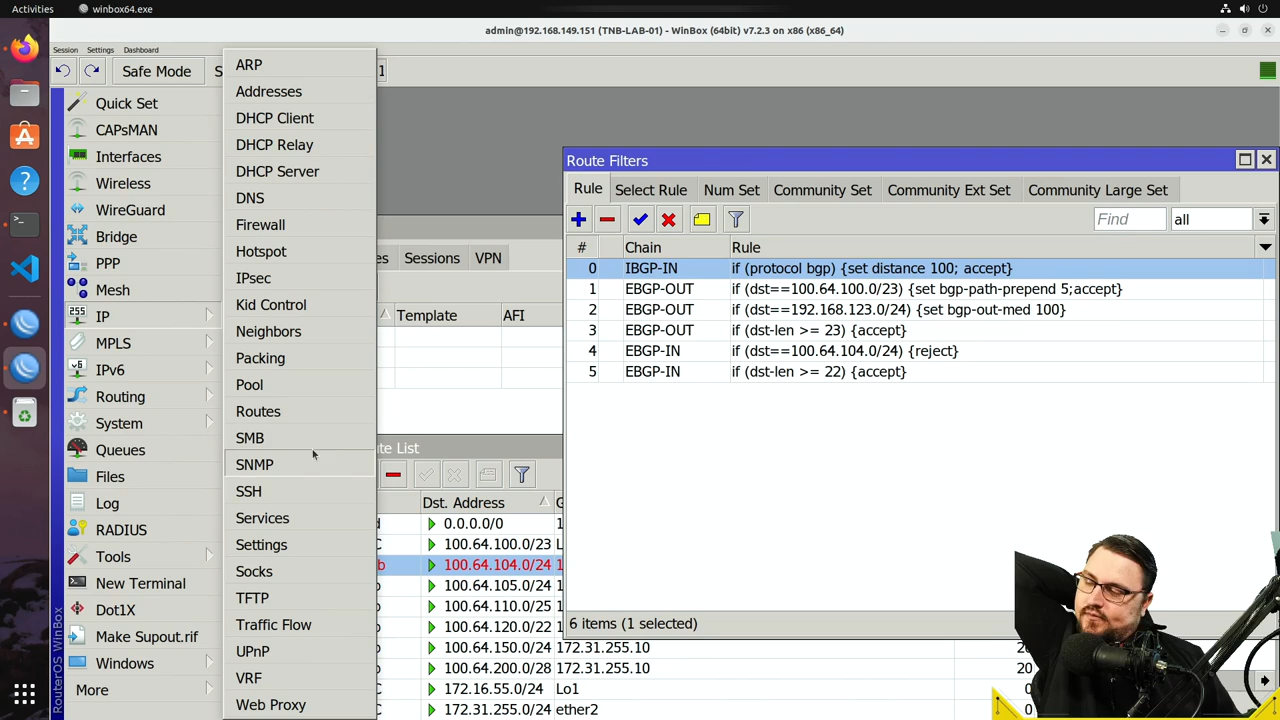 Activities
winbox64.exe
admin@192.168.149.151 (TNB-LAB-01) - WinBox (64bit) v7.2.3 on x86 (x86_64)
Session Settings Dashboard
Safe Mode
Quick Set
CAPsMAN
Interfaces
Wireless
WireGuard
Bridge
PPP
Mesh
IP
MPLS
IPv6
Routing
System
Queues
Files
Log
RADIUS
Tools
New Terminal
Dot1X
Make Supout.rif
Windows
More
RouterOS WinBox
ARP
Addresses
DHCP Client
DHCP Relay
DHCP Server
DNS
Firewall
Hotspot
IPsec
Kid Control
Neighbors
Packing
Pool
Routes
SMB
SNMP
SSH
Services
Settings
Socks
TFTP
Traffic Flow
UPnP
VRF
Web Proxy
Sessions VPN
Template AFI
Route Filters
Rule Select Rule Num Set Community Set Community Ext Set Community Large Set
Find all
# Chain Rule
0 IBGP-IN if (protocol bgp) {set distance 100; accept}
1 EBGP-OUT if (dst==100.64.100.0/23) {set bgp-path-prepend 5;accept}
2 EBGP-OUT if (dst==192.168.123.0/24) {set bgp-out-med 100}
3 EBGP-OUT if (dst-len >= 23) {accept}
4 EBGP-IN if (dst==100.64.104.0/24) {reject}
5 EBGP-IN if (dst-len >= 22) {accept}
6 items (1 selected)
List
Dst. Address
0.0.0.0/0
100.64.100.0/23
100.64.104.0/24
100.64.105.0/24
100.64.110.0/25
100.64.120.0/22
100.64.150.0/24 172.31.255.10
100.64.200.0/28 172.31.255.10
172.16.55.0/24 Lo1
172.31.255.0/24 ether2